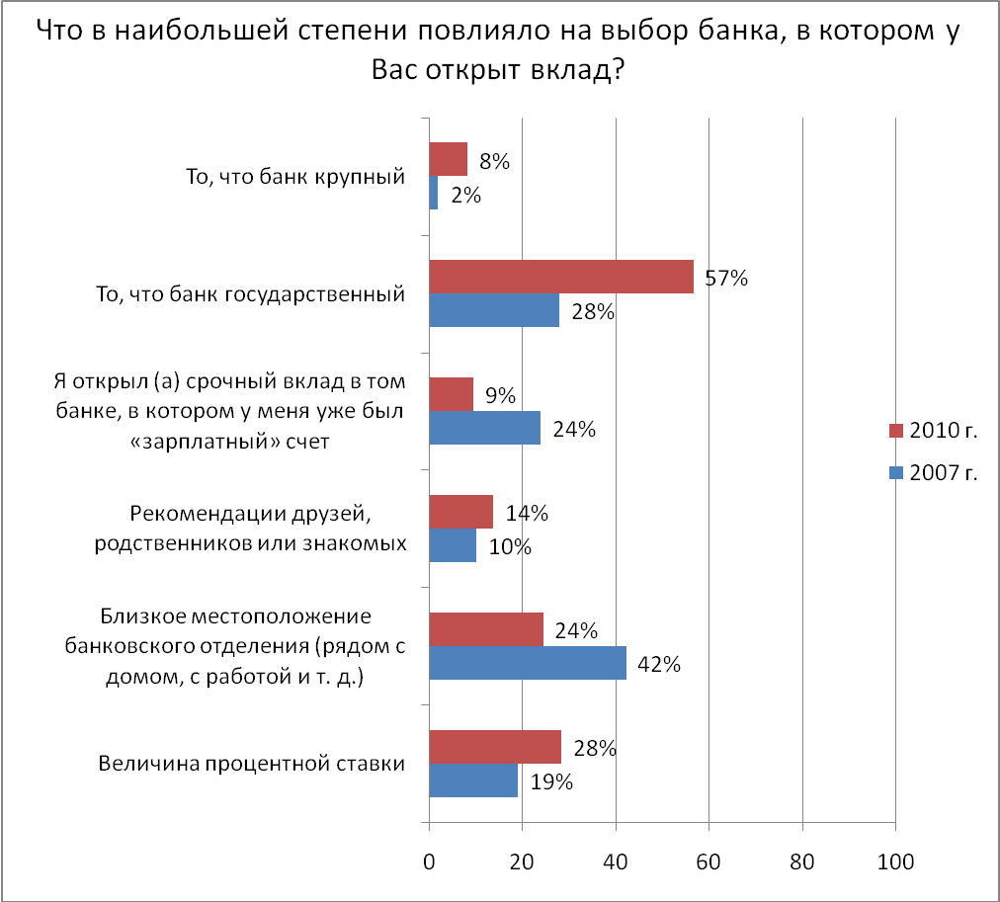 Что в наибольшей степени повлияло на выбор банка, в котором у
Вас открыт вклад?
То, что банк крупный
8%
2%
То, что банк государственный
57%
28%
Я открыл (а) срочный вклад в том
банке, в котором у меня уже был
«зарплатный» счет
9%
24%
Рекомендации друзей,
родственников или знакомых
14%
10%
Близкое местоположение
банковского отделения (рядом с
домом, с работой и т. д.)
24%
42%
Величина процентной ставки
28%
19%
2010 г.
2007 г.
0 20 40 60 80 100